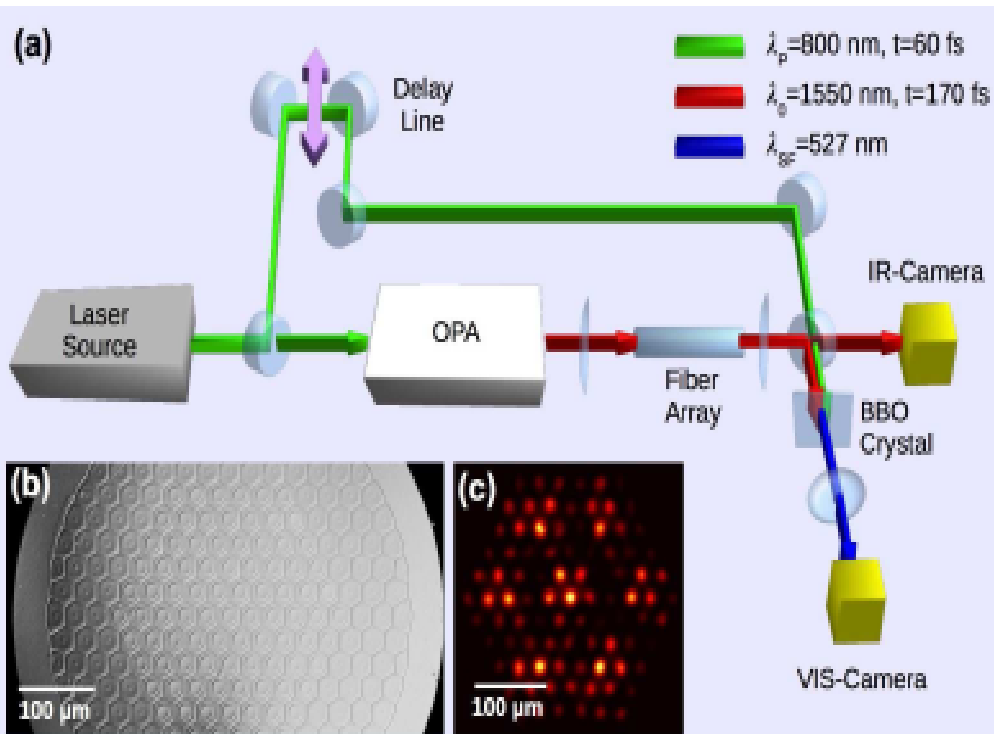 (a)
λP=800 nm, t=60 fs
λ0=1550 nm, t=170 fs
λSF=527 nm
Delay
Line
IR-Camera
Laser
Source
OPA
Fiber
Array
BBO
Crystal
VIS-Camera
(b)
100 μm
(c)
100 μm